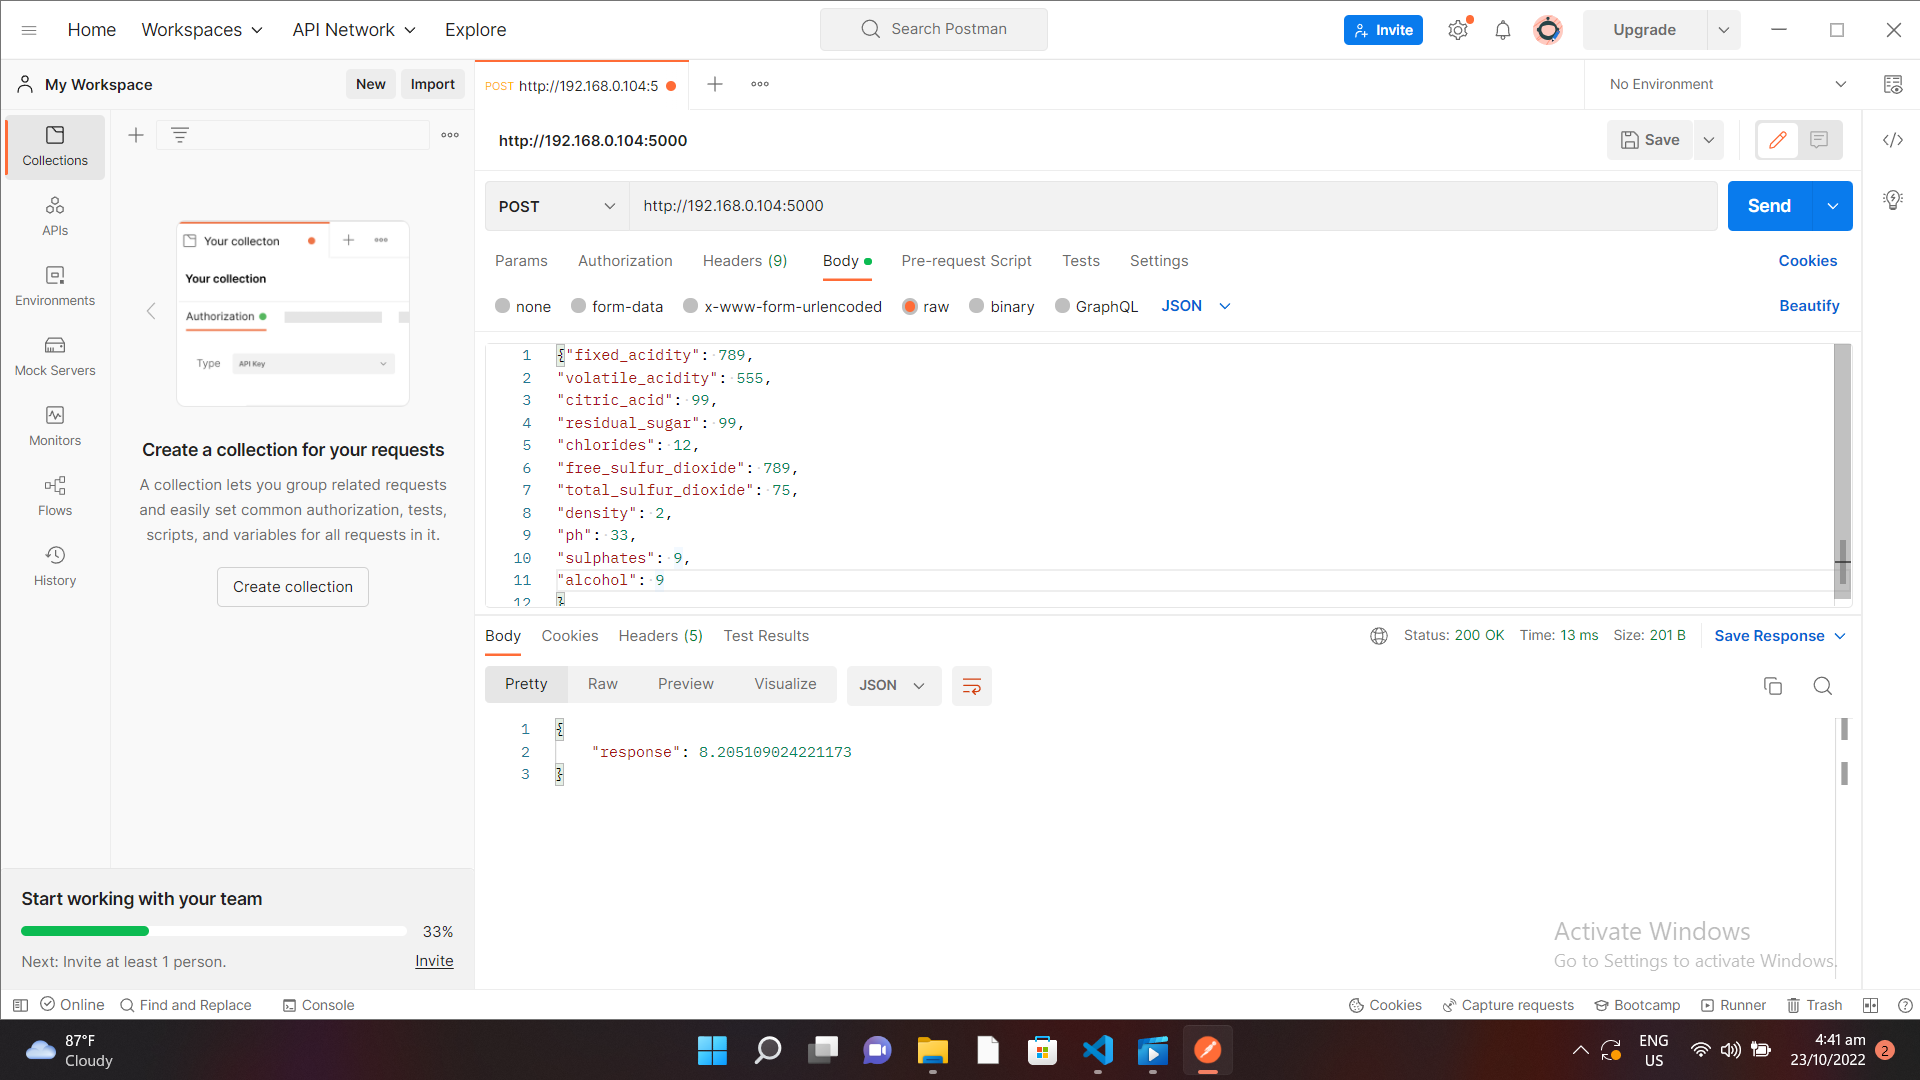 Home
Workspaces
API Network
Explore
Search Postman
Invite
Upgrade
My Workspace
New
Import
POST http://192.168.0.104:5
No Environment
Collections
APIs
Environments
Mock Servers
Monitors
Flows
History
Your collecton
Your collection
Authorization
Type
API Key
Create a collection for your requests
A collection lets you group related requests
and easily set common authorization, tests,
scripts, and variables for all requests in it.
Create collection
Start working with your team
33%
Next: Invite at least 1 person.
Invite
http://192.168.0.104:5000
Save
POST
http://192.168.0.104:5000
Send
Params
Authorization
Headers (9)
Body
Pre-request Script
Tests
Settings
Cookies
none
form-data
x-www-form-urlencoded
raw
binary
GraphQL
JSON
Beautify
1 {"fixed_acidity": 789,
2 "volatile_acidity": 555,
3 "citric_acid": 99,
4 "residual_sugar": 99,
5 "chlorides": 12,
6 "free_sulfur_dioxide": 789,
7 "total_sulfur_dioxide": 75,
8 "density": 2,
9 "ph": 33,
10 "sulphates": 9,
11 "alcohol": 9
12 }
Body
Cookies
Headers (5)
Test Results
Status: 200 OK
Time: 13 ms
Size: 201 B
Save Response
Pretty
Raw
Preview
Visualize
JSON
1 {
2 "response": 8.205109024221173
3 }
Activate Windows
Go to Settings to activate Windows.
Online
Find and Replace
Console
Cookies
Capture requests
Bootcamp
Runner
Trash
87°F
Cloudy
ENG
US
4:41 am
23/10/2022
2